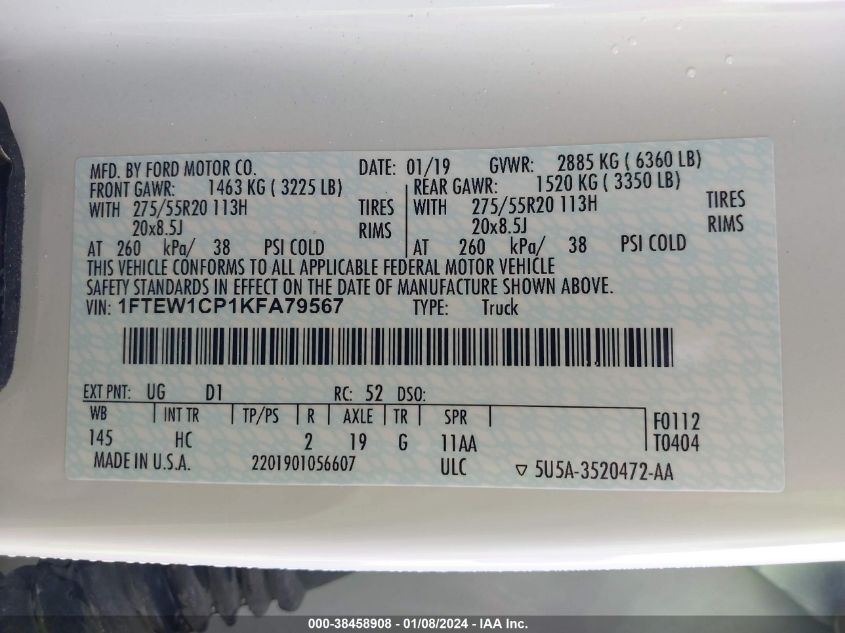 MFD. BY FORD MOTOR CO. DATE: 01/19 GVWR: 2885 KG ( 6360 LB)
FRONT GAWR: 1463 KG ( 3225 LB) REAR GAWR: 1520 KG ( 3350 LB)
WITH 275/55R20 113H TIRES WITH 275/55R20 113H TIRES
20x8.5J RIMS 20x8.5J RIMS
AT 260 kPa/ 38 PSI COLD AT 260 kPa/ 38 PSI COLD
THIS VEHICLE CONFORMS TO ALL APPLICABLE FEDERAL MOTOR VEHICLE
SAFETY STANDARDS IN EFFECT ON THE DATE OF MANUFACTURE SHOWN ABOVE.
VIN: 1FTEW1CP1KFA79567 TYPE: Truck
EXT PNT: UG D1 RC: 52 DSO:
WB INT TR TP/PS R AXLE TR SPR F0112
145 HC 2 19 G 11AA T0404
MADE IN U.S.A. 2201901056607 ULC ▽ 5U5A-3520472-AA
000-38458908 - 01/08/2024 - IAA Inc.